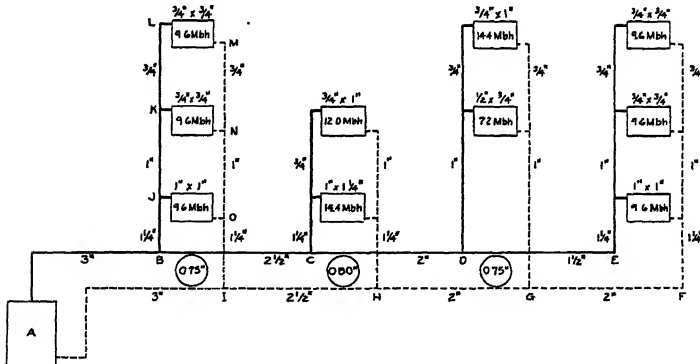 3/4" x 3/4"
L
9.6 Mbh
M
3/4"
3/4"
3/4" x 3/4"
K
9.6 Mbh
N
1"
1"
1" x 1"
J
9.6 Mbh
O
1 1/4"
1 1/4"
3/4" x 1"
12.0 Mbh
3/4"
1"
1" x 1 1/4"
14.4 Mbh
1 1/4"
1 1/4"
3/4" x 1"
14.4 Mbh
3/4"
3/4"
1/2" x 3/4"
7.2 Mbh
1"
1"
3/4" x 3/4"
9.6 Mbh
3/4"
3/4"
3/4" x 3/4"
9.6 Mbh
1"
1"
1" x 1"
9.6 Mbh
1 1/4"
1 1/4"
3" B 2 1/2" C 2" D 1 1/2" E
0.75" 0.80" 0.75"
3" I 2 1/2" H 2" G 2" F
A